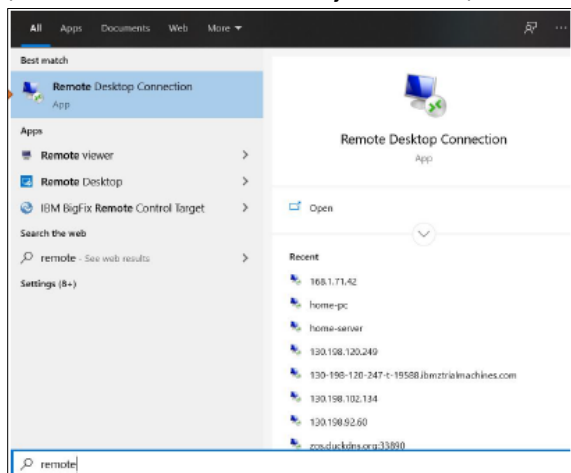 All Apps Documents Web More
Best match
Remote Desktop Connection
App
Apps
Remote viewer
Remote Desktop
IBM BigFix Remote Control Target
Search the web
remote - See web results
Settings (8+)
Remote Desktop Connection
App
Open
Recent
168.1.71.42
home-pc
home-server
130.198.120.249
130-198-120-247-t-19588.ibmztrialmachines.com
130.198.102.134
130.198.92.60
zos.duckdns.org:33890
remote